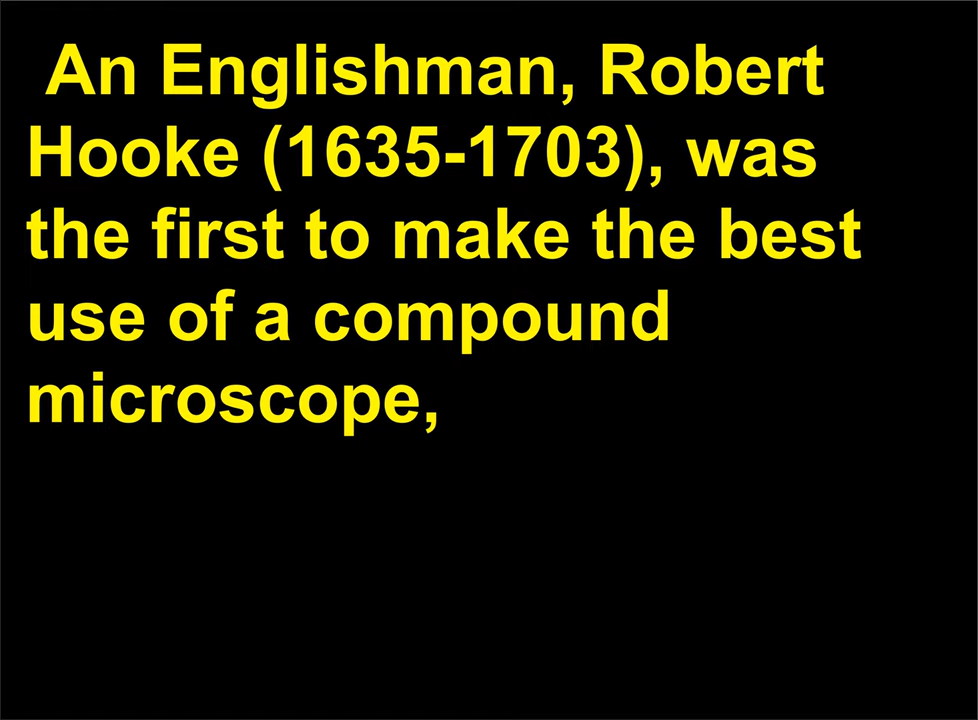 An Englishman, Robert
Hooke (1635-1703), was
the first to make the best
use of a compound
microscope,